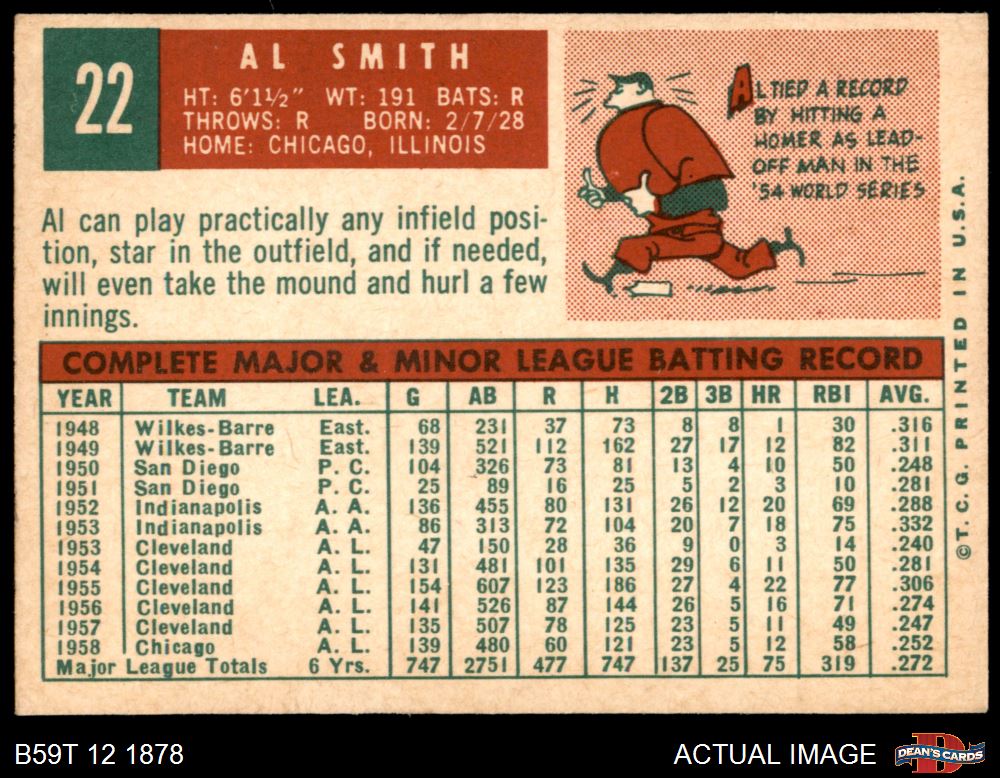 22
AL SMITH
HT: 6'1½" WT: 191 BATS: R
THROWS: R BORN: 2/7/28
HOME: CHICAGO, ILLINOIS
AL TIED A RECORD
BY HITTING A
HOMER AS LEAD-
OFF MAN IN THE
'54 WORLD SERIES
Al can play practically any infield posi-
tion, star in the outfield, and if needed,
will even take the mound and hurl a few
innings.
COMPLETE MAJOR & MINOR LEAGUE BATTING RECORD
YEAR TEAM LEA. G AB R H 2B 3B HR RBI AVG.
1948 Wilkes-Barre East. 68 231 37 73 8 8 1 30 .316
1949 Wilkes-Barre East. 139 521 112 162 27 17 12 82 .311
1950 San Diego P. C. 104 326 73 81 13 4 10 50 .248
1951 San Diego P. C. 25 89 16 25 5 2 3 10 .281
1952 Indianapolis A. A. 136 455 80 131 26 12 20 69 .288
1953 Indianapolis A. A. 86 313 72 104 20 7 18 75 .332
1953 Cleveland A. L. 47 150 28 36 9 0 3 14 .240
1954 Cleveland A. L. 131 481 101 135 29 6 11 50 .281
1955 Cleveland A. L. 154 607 123 186 27 4 22 77 .306
1956 Cleveland A. L. 141 526 87 144 26 5 16 71 .274
1957 Cleveland A. L. 135 507 78 125 23 5 11 49 .247
1958 Chicago A. L. 139 480 60 121 23 5 12 58 .252
Major League Totals 6 Yrs. 747 2751 477 747 137 25 75 319 .272
©T. C. G. PRINTED IN U.S.A.
B59T 12 1878
ACTUAL IMAGE
DEAN'S CARDS